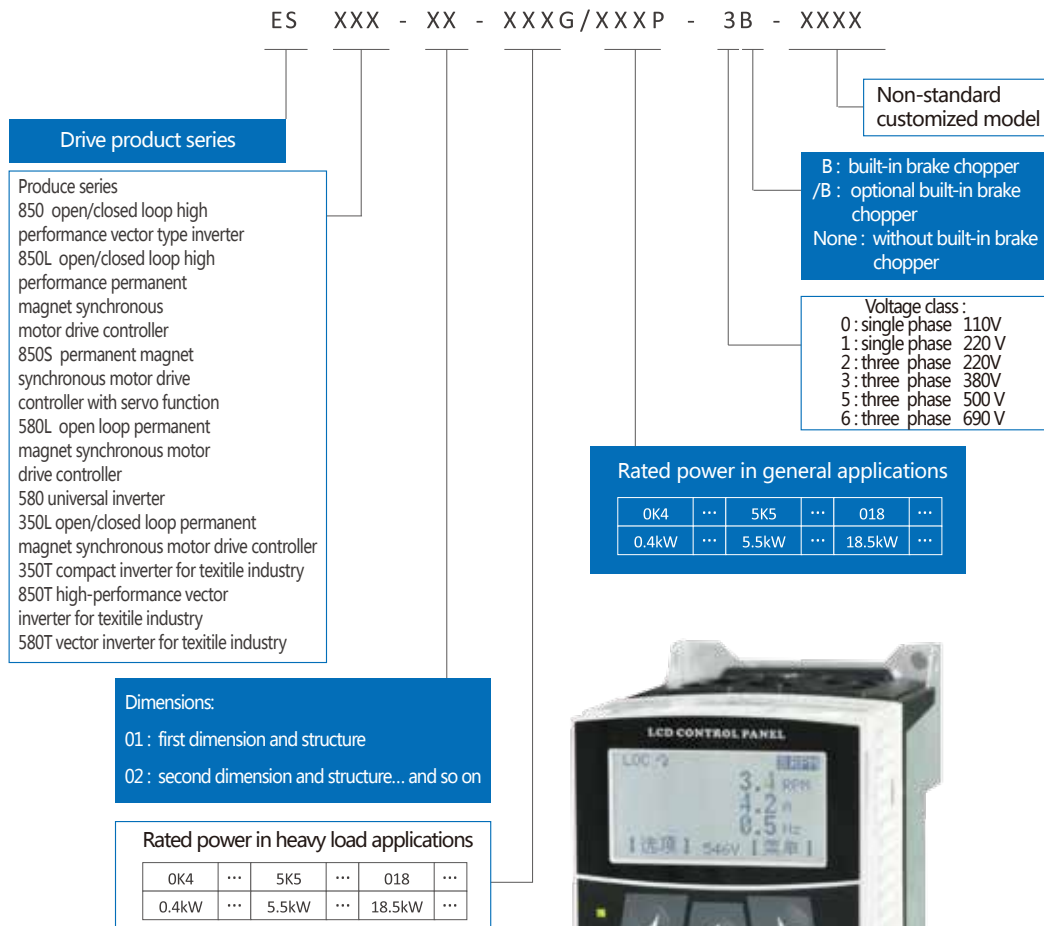 ES XXX - XX - XXXG/XXXP - 3B - XXXX
Non-standard
customized model
Drive product series
B : built-in brake chopper
/B : optional built-in brake
chopper
None : without built-in brake
chopper
Produce series
850 open/closed loop high
performance vector type inverter
850L open/closed loop high
performance permanent
magnet synchronous
motor drive controller
850S permanent magnet
synchronous motor drive
controller with servo function
580L open loop permanent
magnet synchronous motor
drive controller
580 universal inverter
350L open/closed loop permanent
magnet synchronous motor drive controller
350T compact inverter for texitile industry
850T high-performance vector
inverter for texitile industry
580T vector inverter for texitile industry
Voltage class :
0 : single phase 110V
1 : single phase 220 V
2 : three phase 220V
3 : three phase 380V
5 : three phase 500 V
6 : three phase 690 V
Rated power in general applications
0K4 ... 5K5 ... 018 ...
0.4kW ... 5.5kW ... 18.5kW ...
Dimensions:
01 : first dimension and structure
02 : second dimension and structure... and so on
Rated power in heavy load applications
0K4 ... 5K5 ... 018 ...
0.4kW ... 5.5kW ... 18.5kW ...
LCD CONTROL PANEL
LOC
3.1 RPM
1.2 A
0.5 Hz
选项 546V 菜单